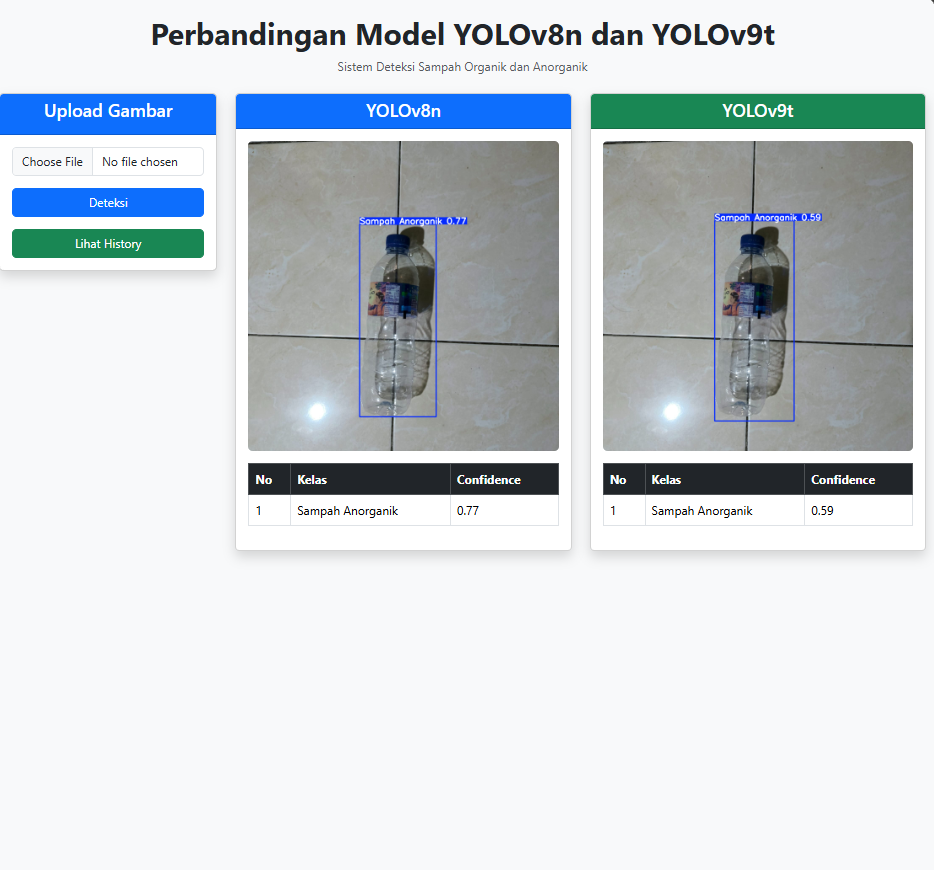 Perbandingan Model YOLOv8n dan YOLOv9t
Sistem Deteksi Sampah Organik dan Anorganik
Upload Gambar
Choose File No file chosen
Deteksi
Lihat History
YOLOv8n
Sampah Anorganik 0.77
No Kelas Confidence
1 Sampah Anorganik 0.77
YOLOv9t
Sampah Anorganik 0.59
No Kelas Confidence
1 Sampah Anorganik 0.59